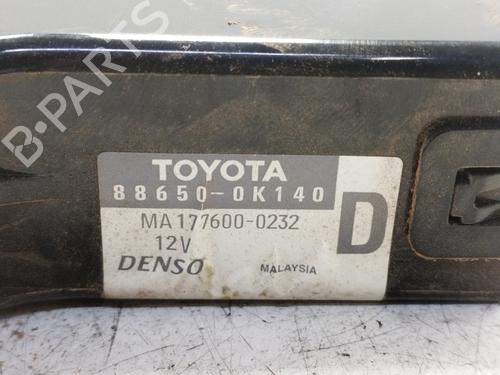 B-PARTS
TOYOTA
88650-0K140
MA177600-0232
12V
D
DENSO
MALAYSIA